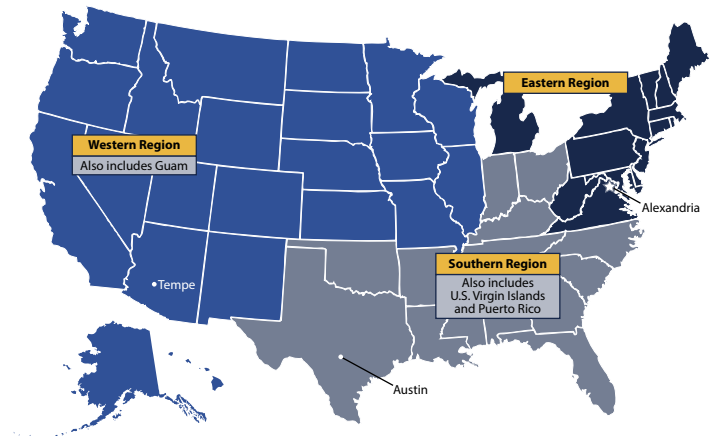 Eastern Region
Western Region
Also includes Guam
Alexandria
Southern Region
Also includes
U.S. Virgin Islands
and Puerto Rico
Tempe
Austin